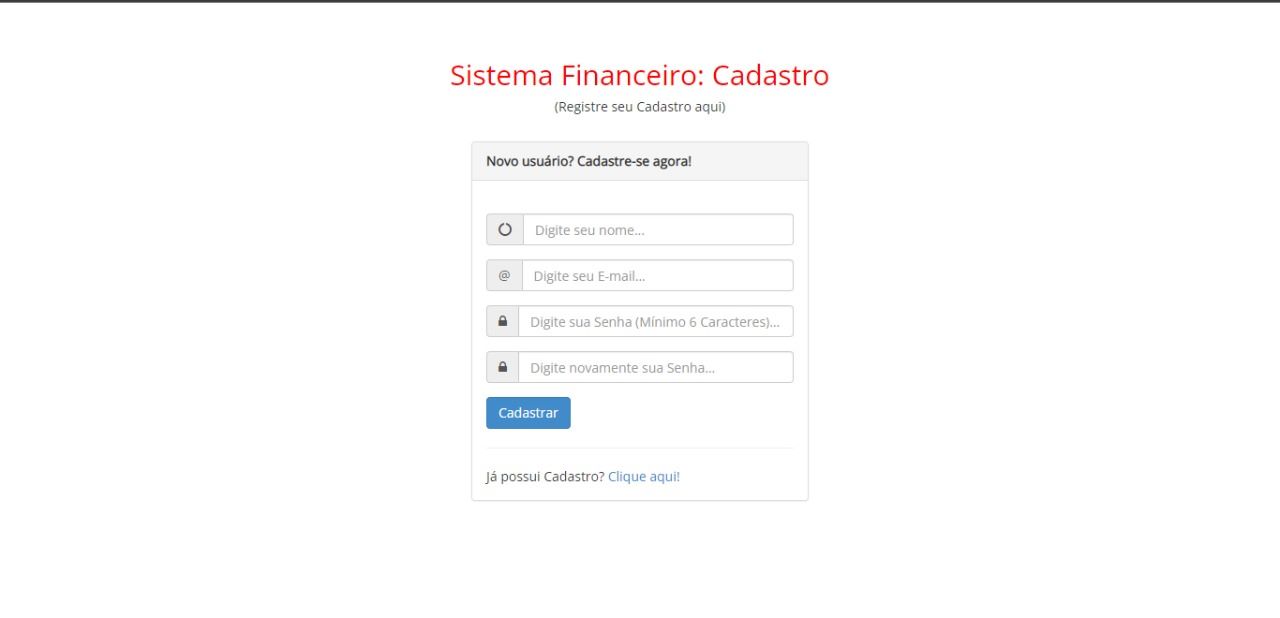 Sistema Financeiro: Cadastro
(Registre seu Cadastro aqui)
Novo usuário? Cadastre-se agora!
Digite seu nome...
@ Digite seu E-mail...
Digite sua Senha (Mínimo 6 Caracteres)...
Digite novamente sua Senha...
Cadastrar
Já possui Cadastro? Clique aqui!